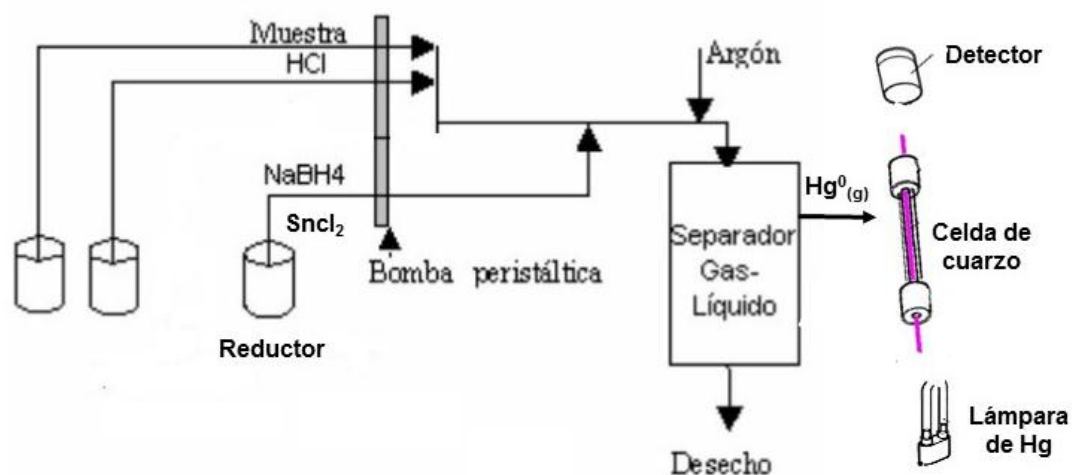 Muestra
HCl
NaBH4
Sncl₂
Bomba peristáltica
Reductor
Argón
Separador
Gas-
Líquido
Hg⁰(g)
Desecho
Detector
Celda de
cuarzo
Lámpara
de Hg